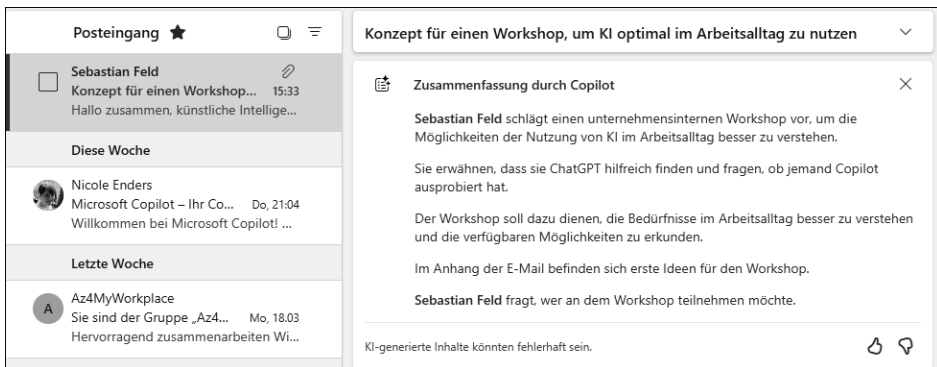 Posteingang
Sebastian Feld
Konzept für einen Workshop... 15:33
Hallo zusammen, künstliche Intellige...
Diese Woche
Nicole Enders
Microsoft Copilot – Ihr Co... Do, 21:04
Willkommen bei Microsoft Copilot! ...
Letzte Woche
A
Az4MyWorkplace
Sie sind der Gruppe „Az4... Mo, 18.03
Hervorragend zusammenarbeiten Wi...
Konzept für einen Workshop, um KI optimal im Arbeitsalltag zu nutzen
Zusammenfassung durch Copilot
Sebastian Feld schlägt einen unternehmensinternen Workshop vor, um die
Möglichkeiten der Nutzung von KI im Arbeitsalltag besser zu verstehen.
Sie erwähnen, dass sie ChatGPT hilfreich finden und fragen, ob jemand Copilot
ausprobiert hat.
Der Workshop soll dazu dienen, die Bedürfnisse im Arbeitsalltag besser zu verstehen
und die verfügbaren Möglichkeiten zu erkunden.
Im Anhang der E-Mail befinden sich erste Ideen für den Workshop.
Sebastian Feld fragt, wer an dem Workshop teilnehmen möchte.
KI-generierte Inhalte könnten fehlerhaft sein.